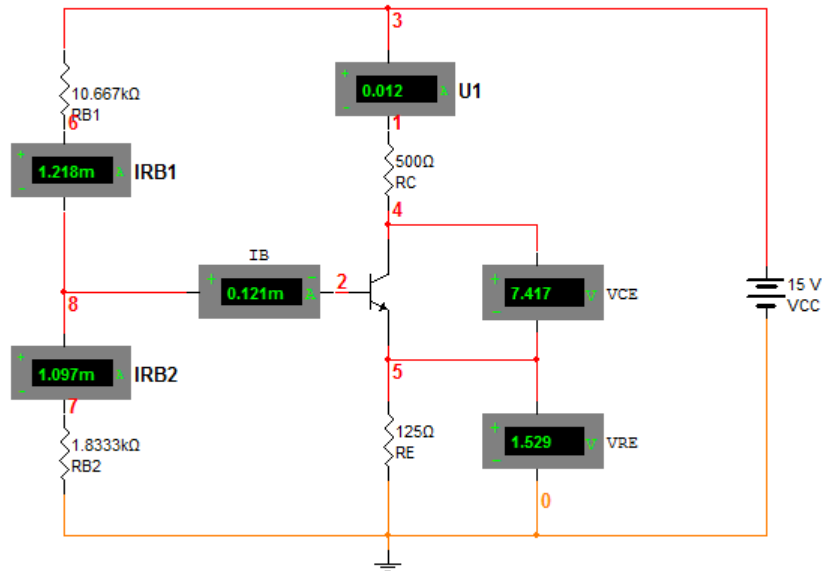 3
+
-
0.012
A
U1
1
10.667kΩ
RB1
6
+
-
1.218m
A
IRB1
500Ω
RC
4
IB
+
-
0.121m
A
2
8
+
-
7.417
V
VCE
15 V
VCC
+
-
1.097m
A
IRB2
7
5
1.8333kΩ
RB2
125Ω
RE
+
-
1.529
V
VRE
0